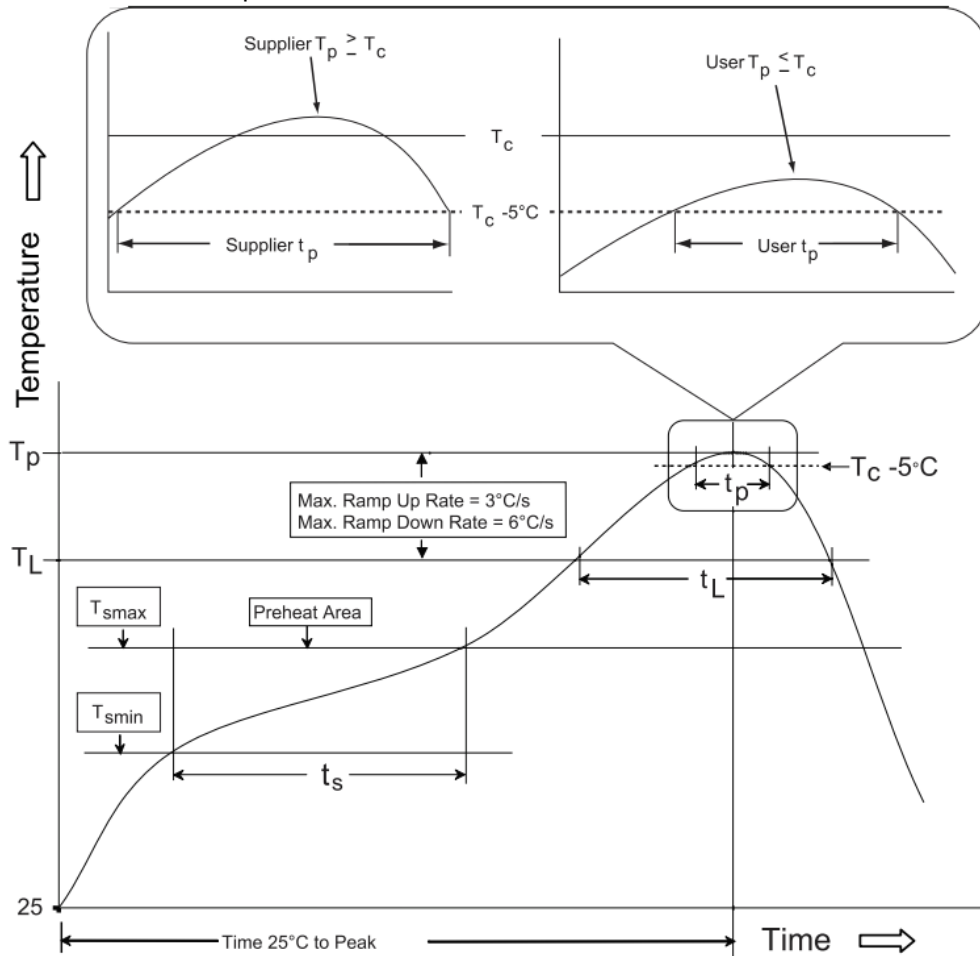 Supplier Tp ≥ Tc
User Tp ≤ Tc
Tc
Tc -5°C
Supplier tp
User tp
Temperature
Tp
Tc -5°C
tp
Max. Ramp Up Rate = 3°C/s
Max. Ramp Down Rate = 6°C/s
TL
tL
Tsmax
Preheat Area
Tsmin
ts
25
Time 25°C to Peak
Time